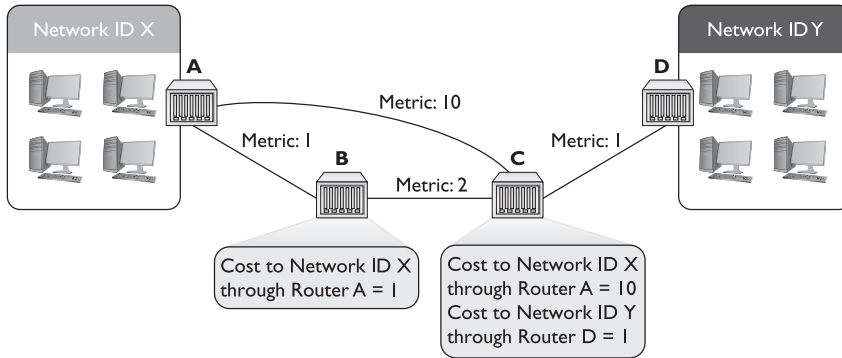 Network ID X
Network ID Y
A
D
Metric: 10
Metric: 1
Metric: 1
B
C
Metric: 2
Cost to Network ID X
through Router A = 1
Cost to Network ID X
through Router A = 10
Cost to Network ID Y
through Router D = 1